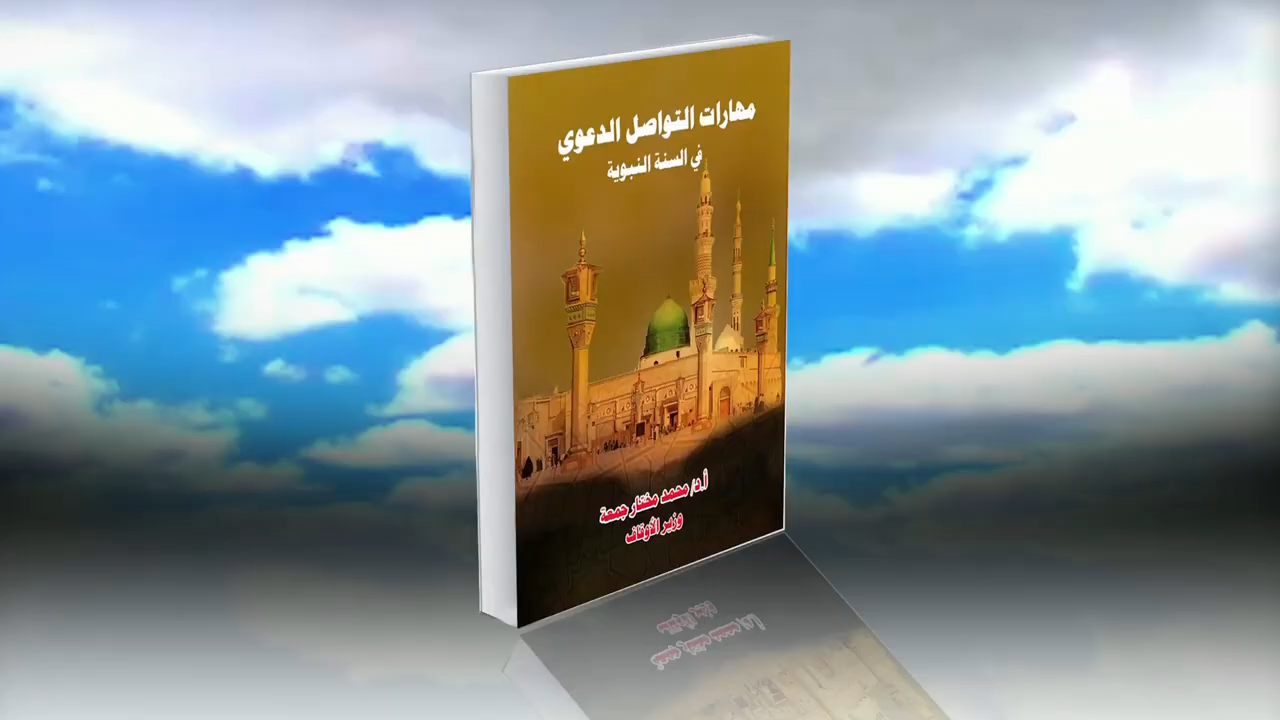 مهارات التواصل الدعوي
في السنة النبوية
أ.د/ محمد مختار جمعة
وزير الأوقاف